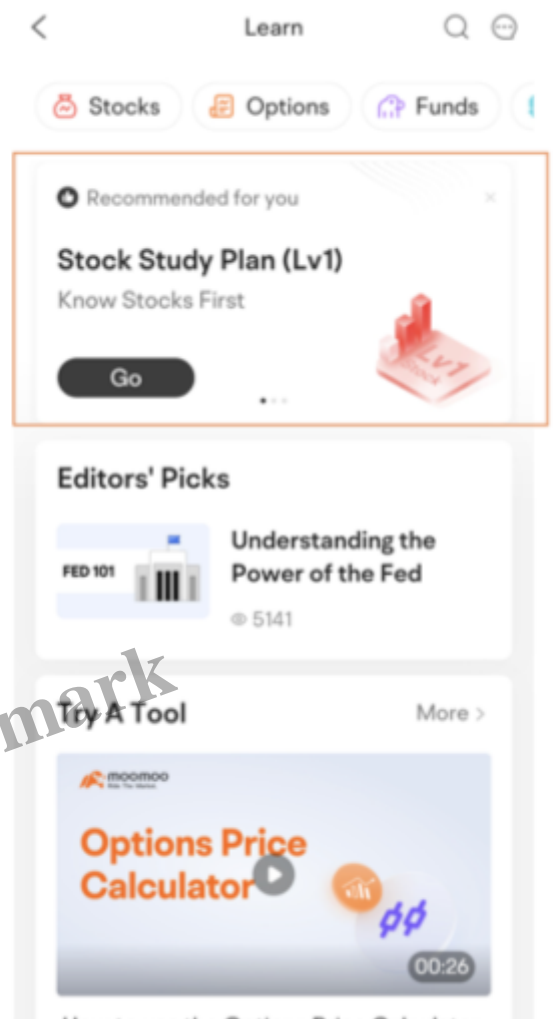 Learn
Stocks
Options
Funds
Recommended for you
Stock Study Plan (Lv1)
Know Stocks First
Lv1
Stock
Go
Editors' Picks
FED 101
Understanding the
Power of the Fed
5141
mark
Try A Tool
More >
moomoo
Options Price
Calculator
00:26